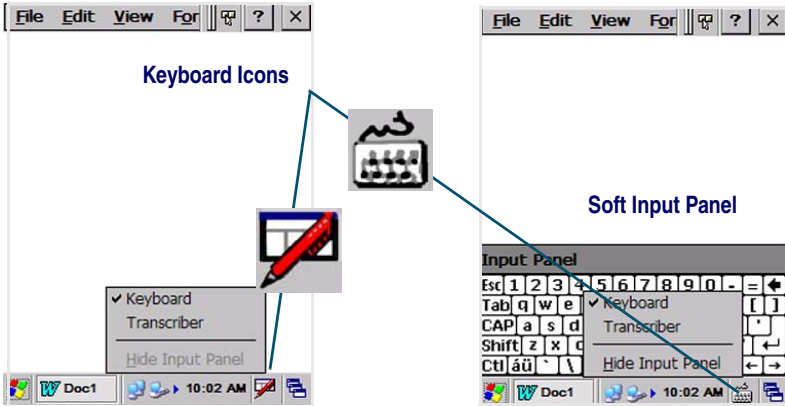 File Edit View For ?
Keyboard Icons
Keyboard
Transcriber
Hide Input Panel
Doc1 10:02 AM
File Edit View For ?
Soft Input Panel
Input Panel
Esc 1 2 3 4 5 6 7 8 9 0 - =
Tab q w e [ ]
CAP a s d '
Shift z x c
Ctl áü ` \
Keyboard
Transcriber
Hide Input Panel
Doc1 10:02 AM